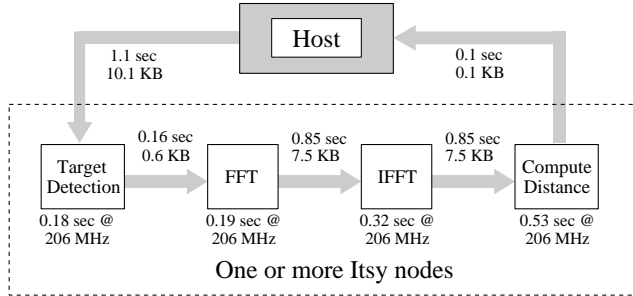 Host
1.1 sec
10.1 KB
0.1 sec
0.1 KB
0.16 sec
0.6 KB
0.85 sec
7.5 KB
0.85 sec
7.5 KB
Target
Detection
FFT
IFFT
Compute
Distance
0.18 sec @
206 MHz
0.19 sec @
206 MHz
0.32 sec @
206 MHz
0.53 sec @
206 MHz
One or more Itsy nodes